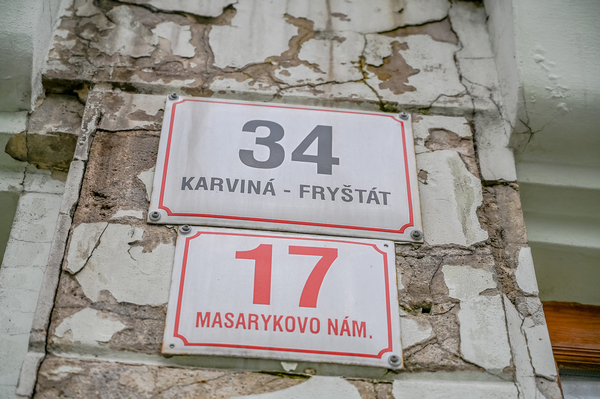 34
KARVINÁ - FRYŠTÁT
17
MASARYKOVO NÁM.